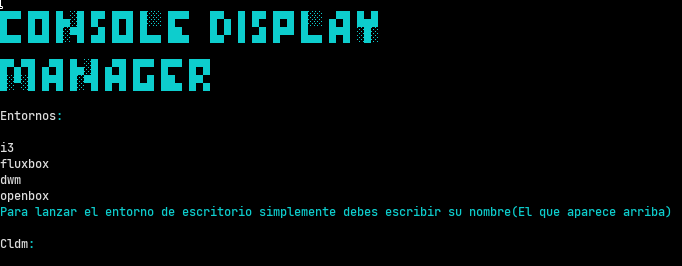 CONSOLE DISPLAY
MANAGER
Entornos:
i3
fluxbox
dwm
openbox
Para lanzar el entorno de escritorio simplemente debes escribir su nombre(El que aparece arriba)
Cldm: